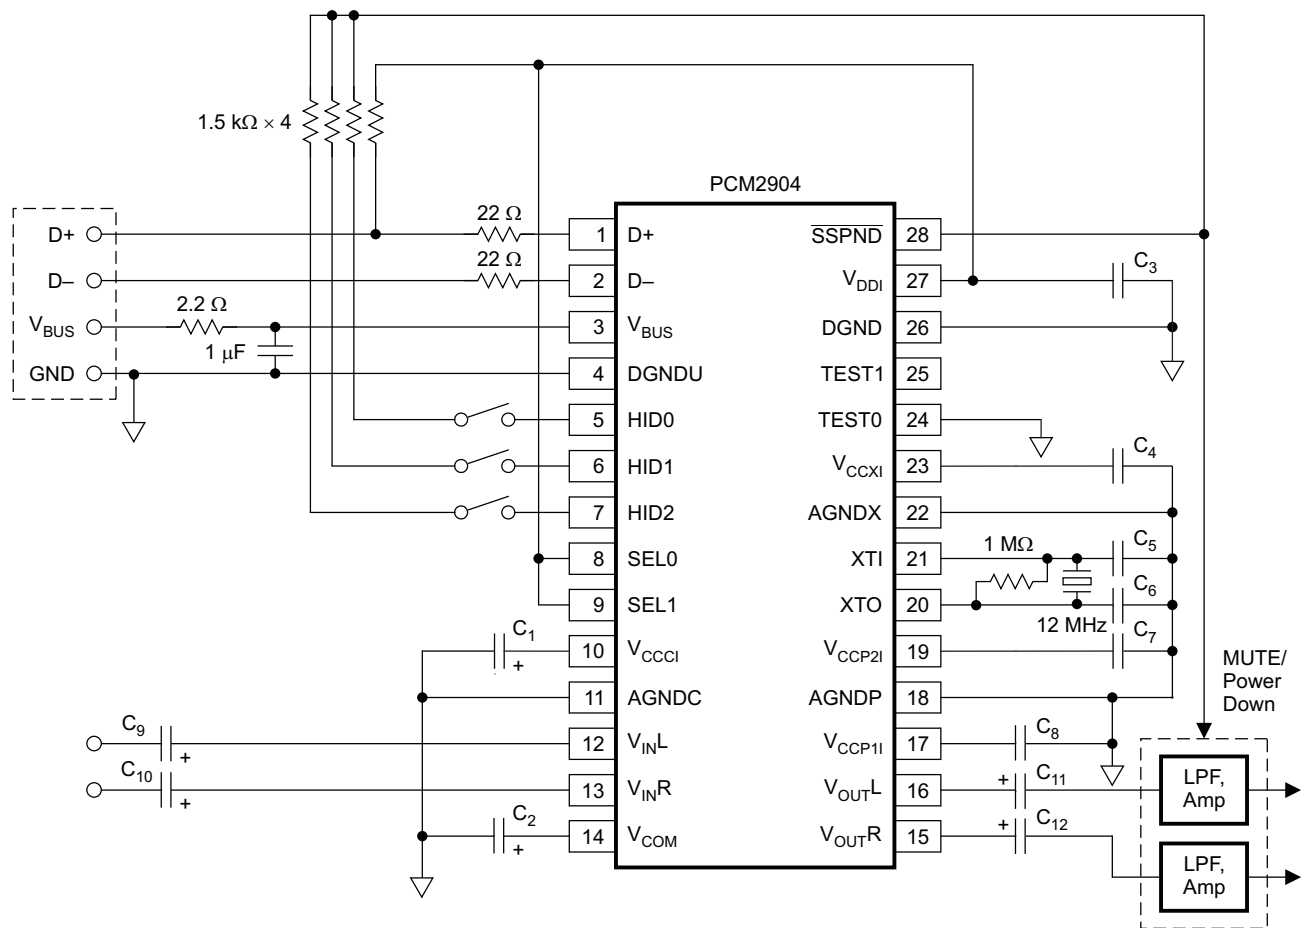 1.5 kΩ × 4
PCM2904
D+
D–
V_BUS
GND
22 Ω
22 Ω
2.2 Ω
1 μF
1 D+
2 D–
3 V_BUS
4 DGNDU
5 HID0
6 HID1
7 HID2
8 SEL0
9 SEL1
10 V_CCCI
11 AGNDC
12 V_INL
13 V_INR
14 V_COM
C1
+
C9
+
C10
+
C2
+
S̅S̅P̅N̅D̅ 28
V_DDI 27
DGND 26
TEST1 25
TEST0 24
V_CCXI 23
AGNDX 22
XTI 21
XTO 20
V_CCP2I 19
AGNDP 18
V_CCP1I 17
V_OUTL 16
V_OUTR 15
C3
C4
1 MΩ
C5
C6
12 MHz
C7
C8
+ C11
+ C12
MUTE/
Power
Down
LPF,
Amp
LPF,
Amp